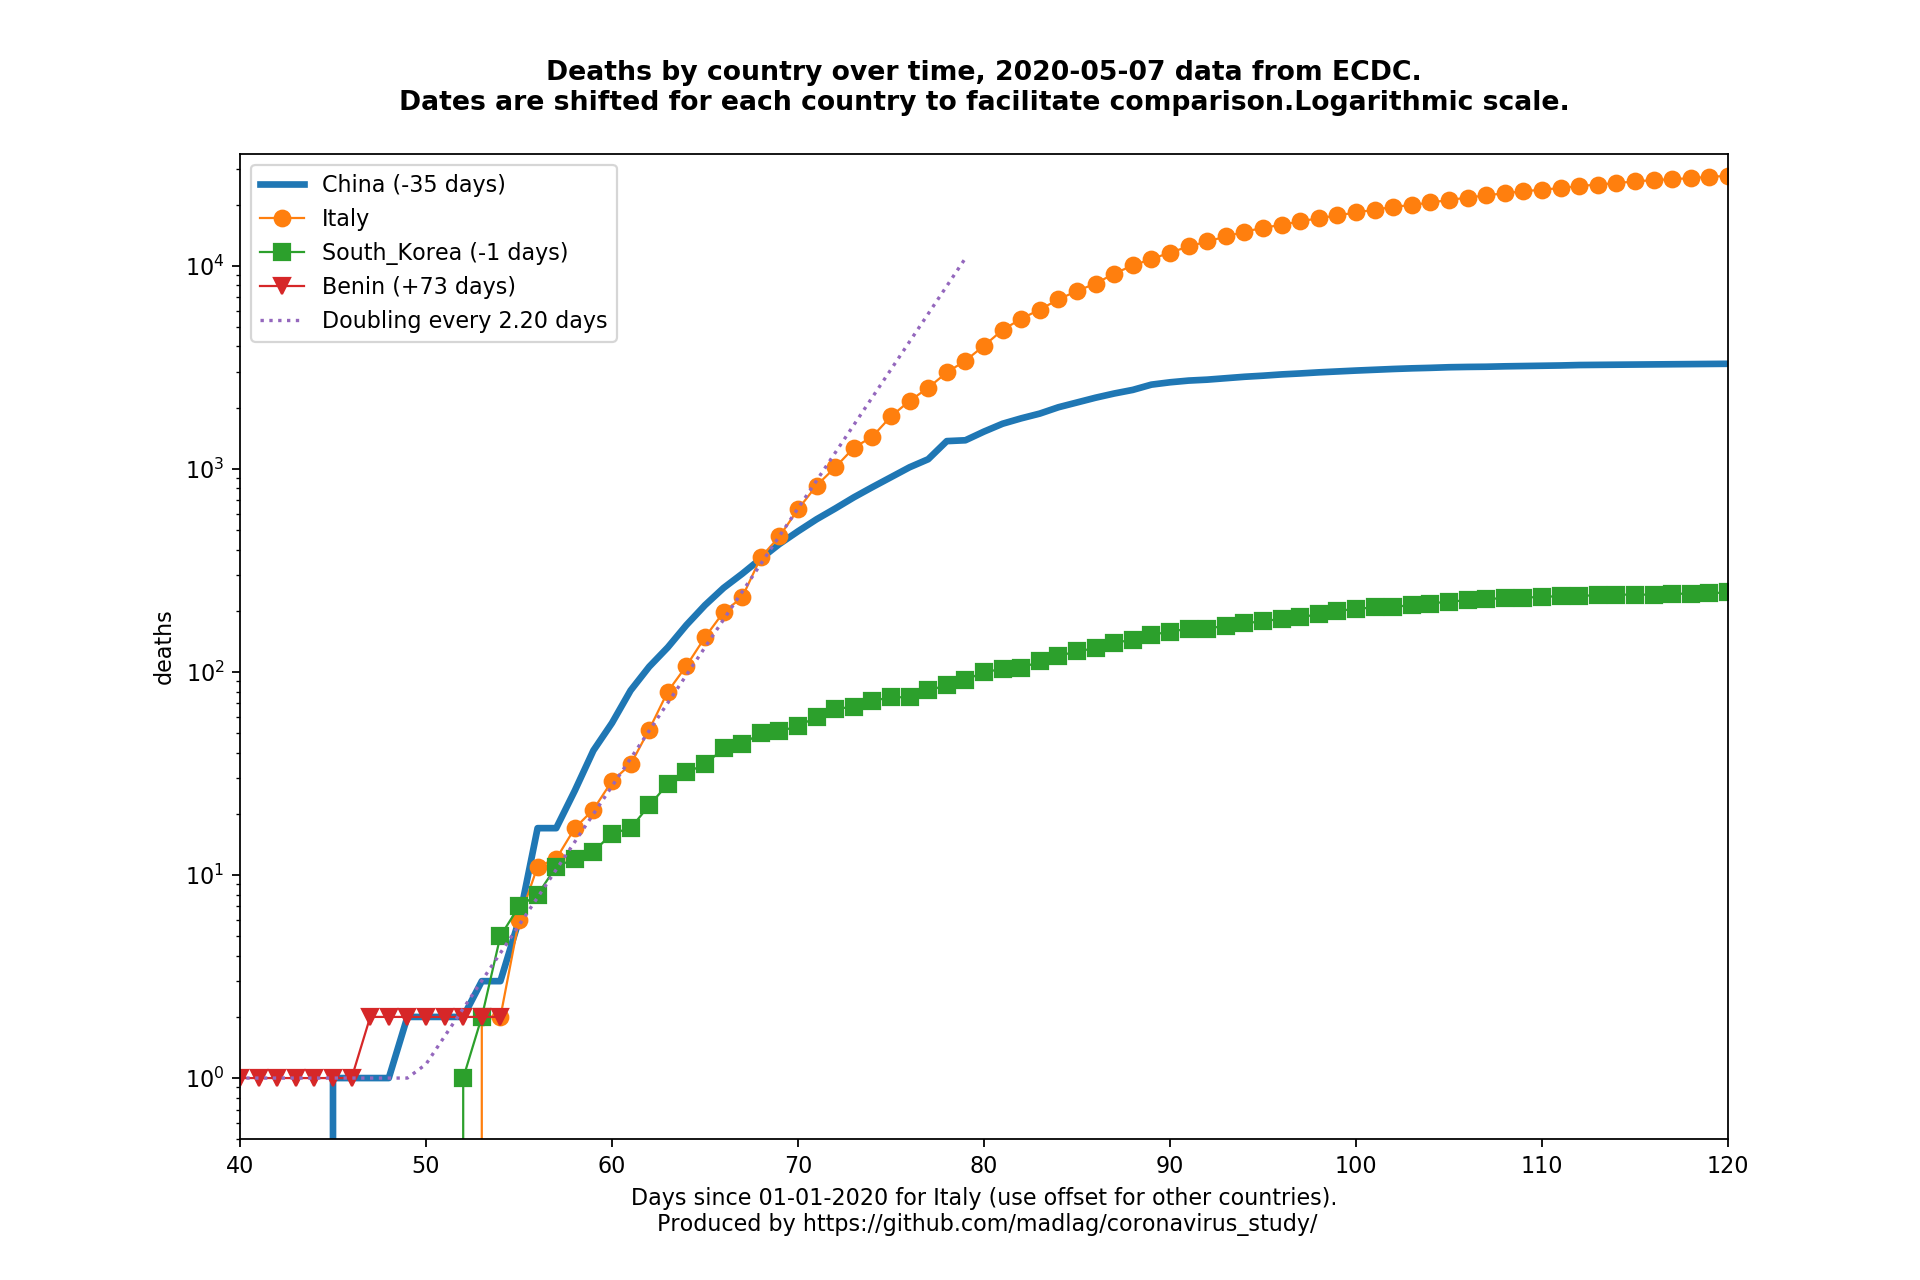 Deaths by country over time, 2020-05-07 data from ECDC.
Dates are shifted for each country to facilitate comparison.Logarithmic scale.
China (-35 days)
Italy
South_Korea (-1 days)
Benin (+73 days)
Doubling every 2.20 days
deaths
10^4
10^3
10^2
10^1
10^0
40 50 60 70 80 90 100 110 120
Days since 01-01-2020 for Italy (use offset for other countries).
Produced by https://github.com/madlag/coronavirus_study/